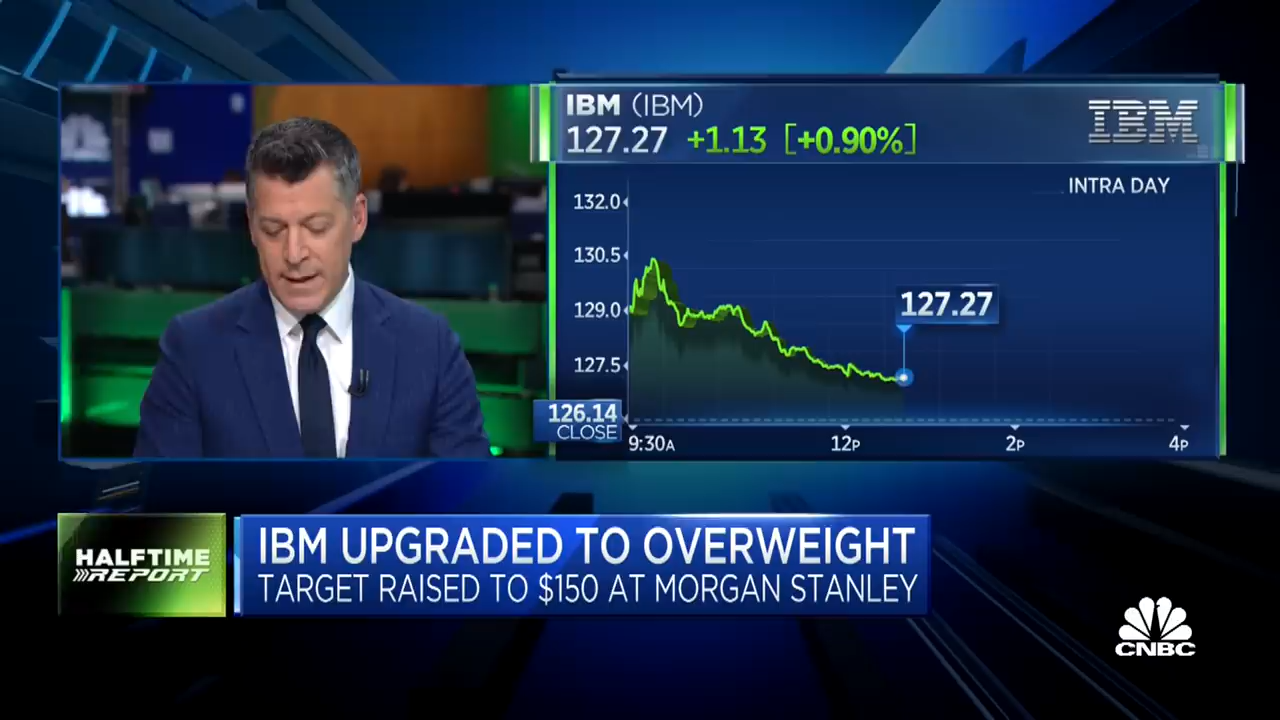 IBM (IBM)
127.27 +1.13 [+0.90%]
IBM
INTRA DAY
132.0
130.5
129.0
127.5
127.27
126.14
CLOSE
9:30A
12P
2P
4P
HALFTIME
REPORT
IBM UPGRADED TO OVERWEIGHT
TARGET RAISED TO $150 AT MORGAN STANLEY
CNBC